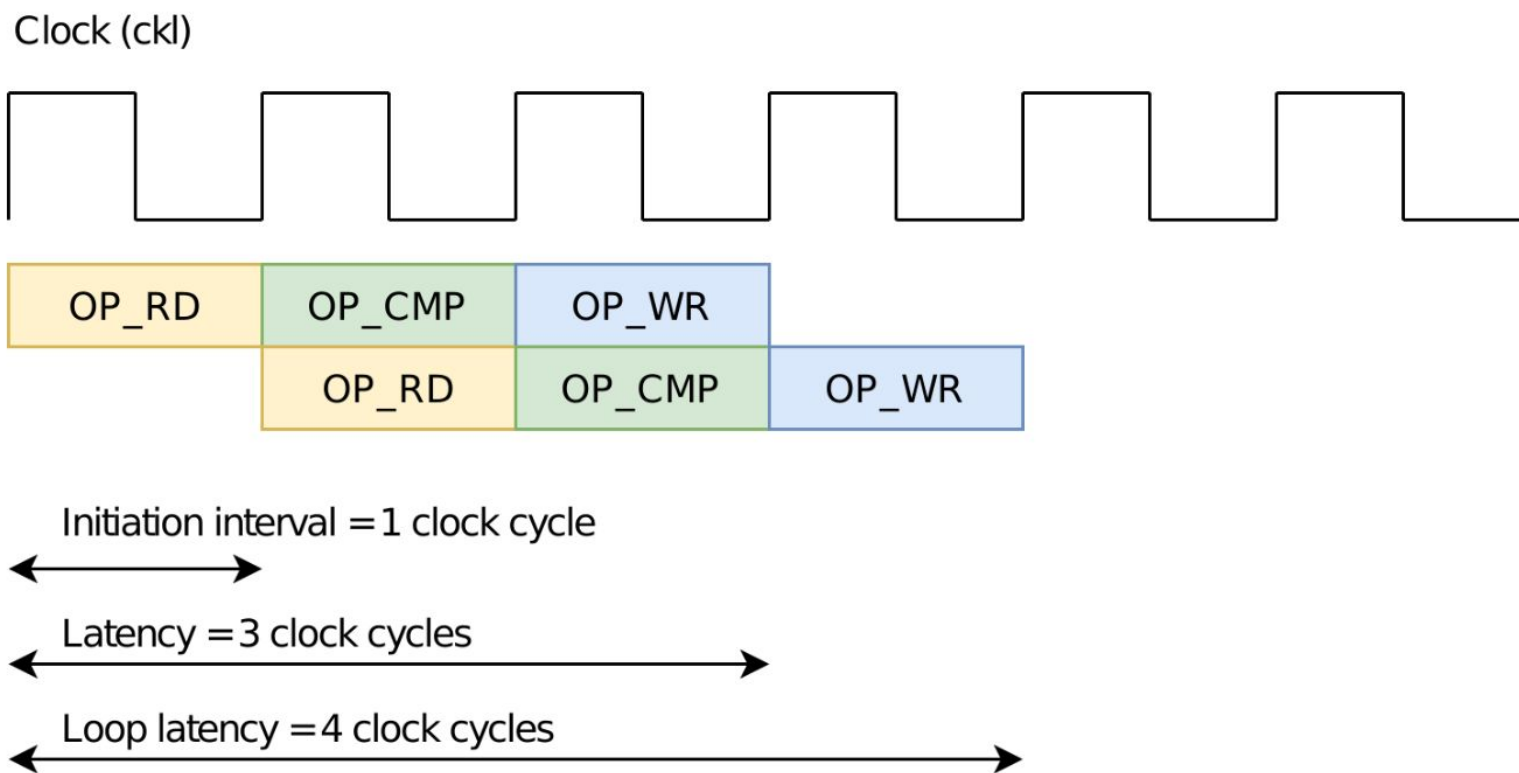 Clock (ckl)
OP_RD OP_CMP OP_WR
OP_RD OP_CMP OP_WR
Initiation interval = 1 clock cycle
Latency = 3 clock cycles
Loop latency = 4 clock cycles